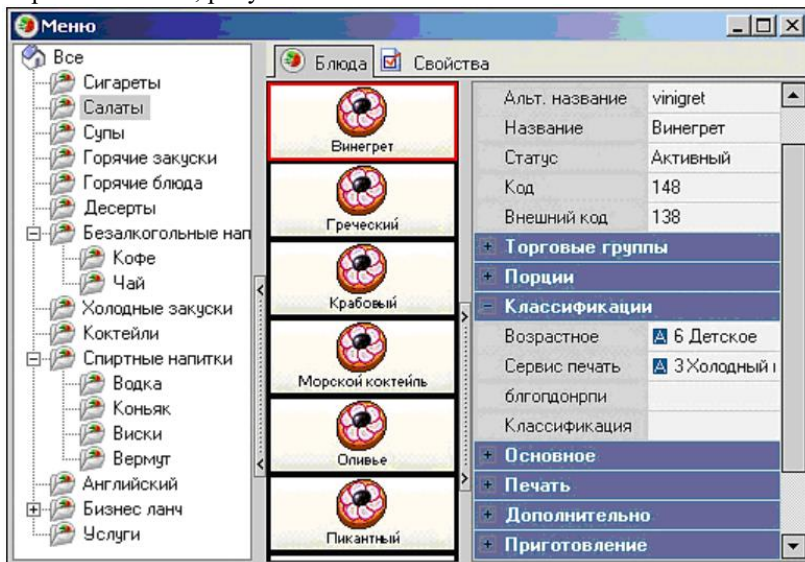 Меню
Все
Сигареты
Салаты
Супы
Горячие закуски
Горячие блюда
Десерты
Безалкогольные нап
Кофе
Чай
Холодные закуски
Коктейли
Спиртные напитки
Водка
Коньяк
Виски
Вермут
Английский
Бизнес ланч
Услуги
Блюда Свойства
Винегрет
Греческий
Крабовый
Морской коктейль
Оливье
Пикантный
Альт. название vinigret
Название Винегрет
Статус Активный
Код 148
Внешний код 138
Торговые группы
Порции
Классификации
Возрастное А 6 Детское
Сервис печать А 3 Холодный
блгопдонрпи
Классификация
Основное
Печать
Дополнительно
Приготовление